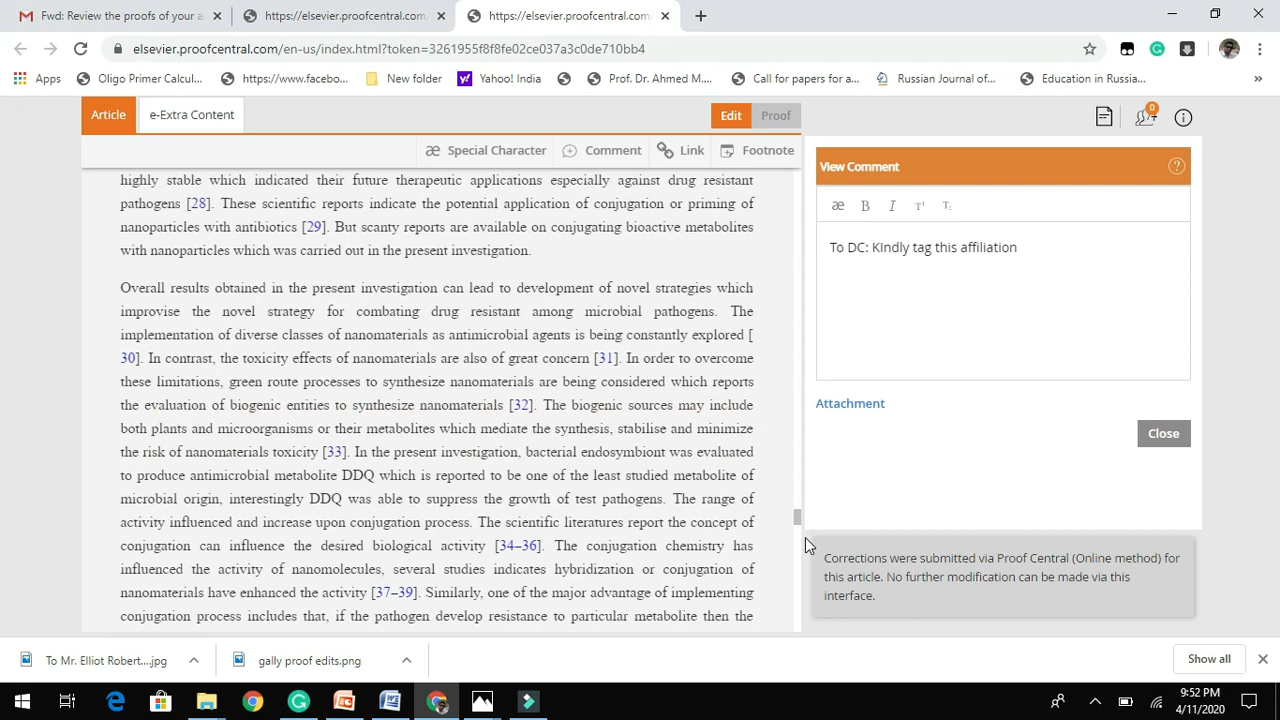 Fwd: Review the proofs of your a
https://elsevier.proofcentral.com
https://elsevier.proofcentral.com
elsevier.proofcentral.com/en-us/index.html?token=3261955f8f8fe02ce037a3c0de710bb4
Apps
Oligo Primer Calcul...
https://www.facebo...
New folder
Yahoo! India
Prof. Dr. Ahmed M....
Call for papers for a...
Russian Journal of...
Education in Russia...
»
Article
e-Extra Content
Edit
Proof
0
æ Special Character
Comment
Link
Footnote
highly stable which indicated their future therapeutic applications especially against drug resistant
pathogens [28]. These scientific reports indicate the potential application of conjugation or priming of
nanoparticles with antibiotics [29]. But scanty reports are available on conjugating bioactive metabolites
with nanoparticles which was carried out in the present investigation.
Overall results obtained in the present investigation can lead to development of novel strategies which
improvise the novel strategy for combating drug resistant among microbial pathogens. The
implementation of diverse classes of nanomaterials as antimicrobial agents is being constantly explored [
30]. In contrast, the toxicity effects of nanomaterials are also of great concern [31]. In order to overcome
these limitations, green route processes to synthesize nanomaterials are being considered which reports
the evaluation of biogenic entities to synthesize nanomaterials [32]. The biogenic sources may include
both plants and microorganisms or their metabolites which mediate the synthesis, stabilise and minimize
the risk of nanomaterials toxicity [33]. In the present investigation, bacterial endosymbiont was evaluated
to produce antimicrobial metabolite DDQ which is reported to be one of the least studied metabolite of
microbial origin, interestingly DDQ was able to suppress the growth of test pathogens. The range of
activity influenced and increase upon conjugation process. The scientific literatures report the concept of
conjugation can influence the desired biological activity [34–36]. The conjugation chemistry has
influenced the activity of nanomolecules, several studies indicates hybridization or conjugation of
nanomaterials have enhanced the activity [37–39]. Similarly, one of the major advantage of implementing
conjugation process includes that, if the pathogen develop resistance to particular metabolite then the
View Comment
?
æ B I T¹ T₂
To DC: KIndly tag this affiliation
Attachment
Close
Corrections were submitted via Proof Central (Online method) for
this article. No further modification can be made via this
interface.
To Mr. Elliot Robert....jpg
gally proof edits.png
Show all
9:52 PM
4/11/2020